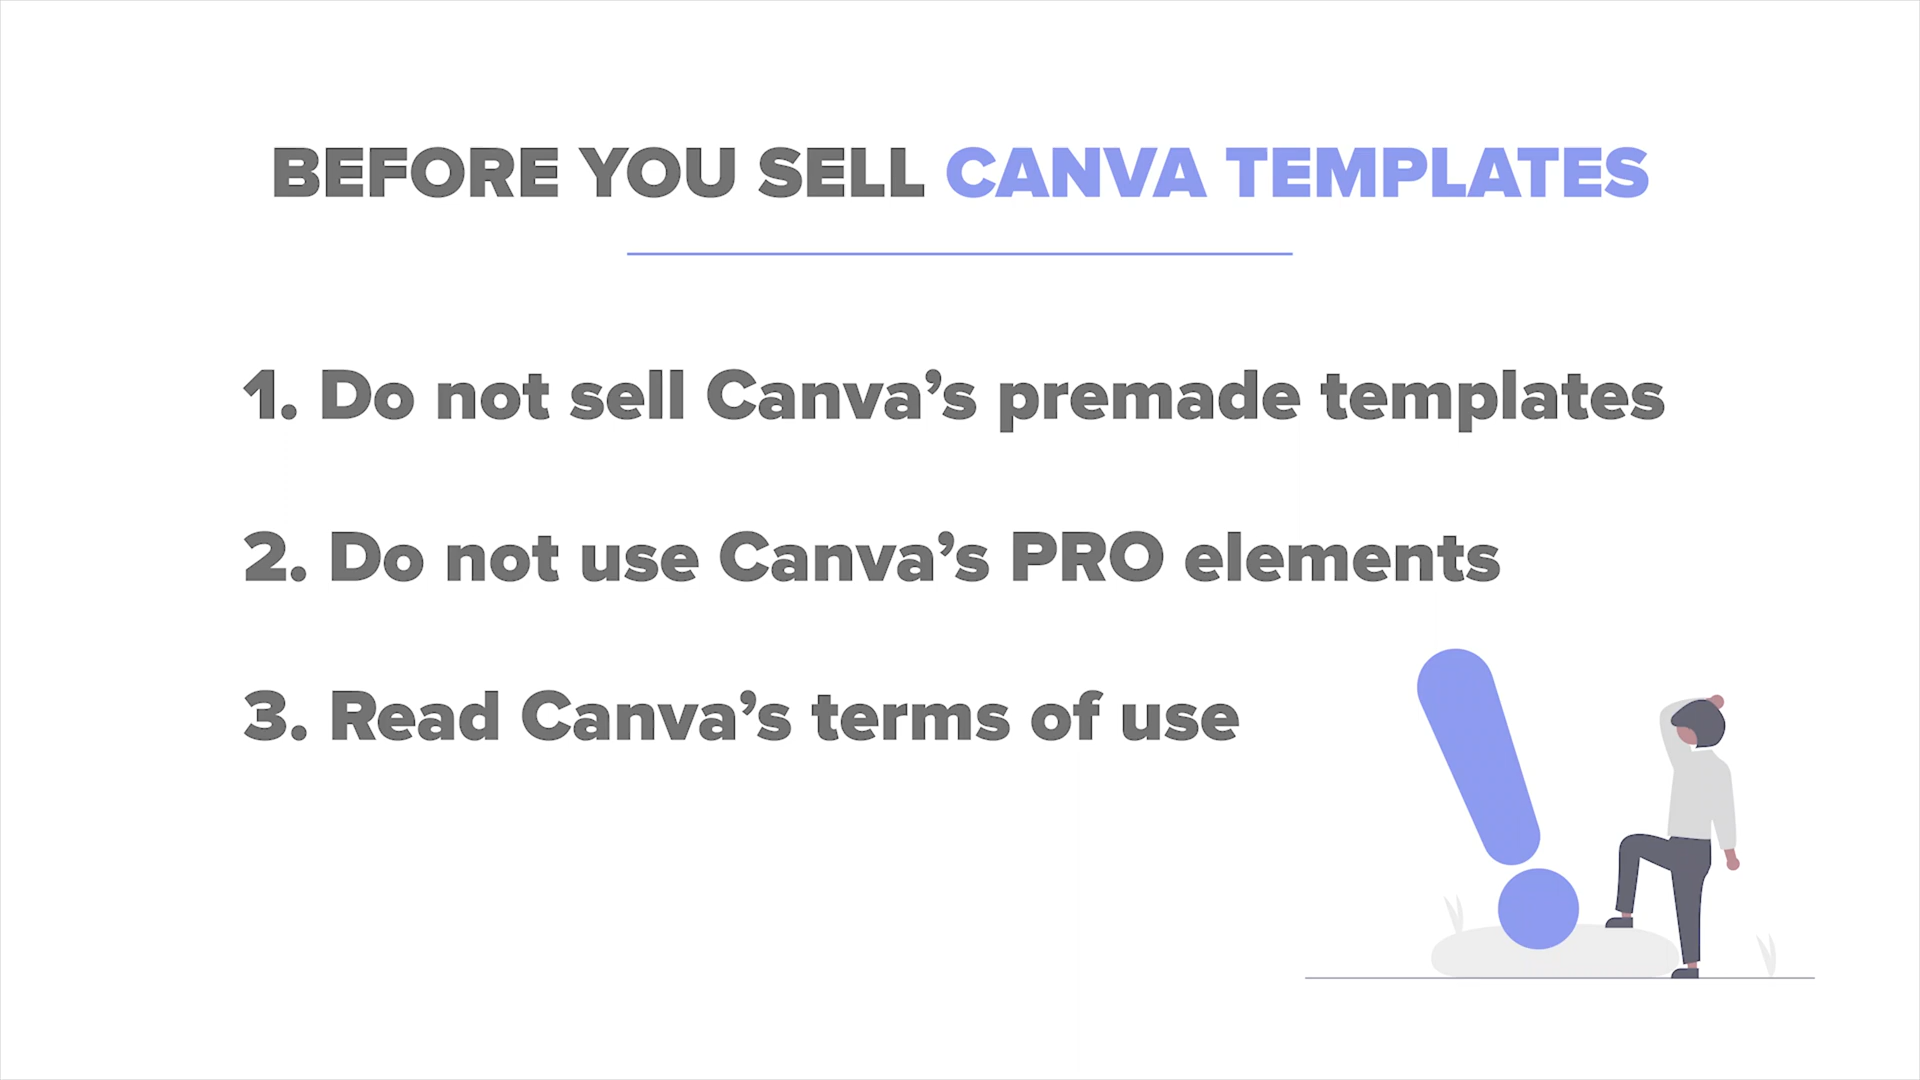 BEFORE YOU SELL CANVA TEMPLATES
1. Do not sell Canva’s premade templates
2. Do not use Canva’s PRO elements
3. Read Canva’s terms of use